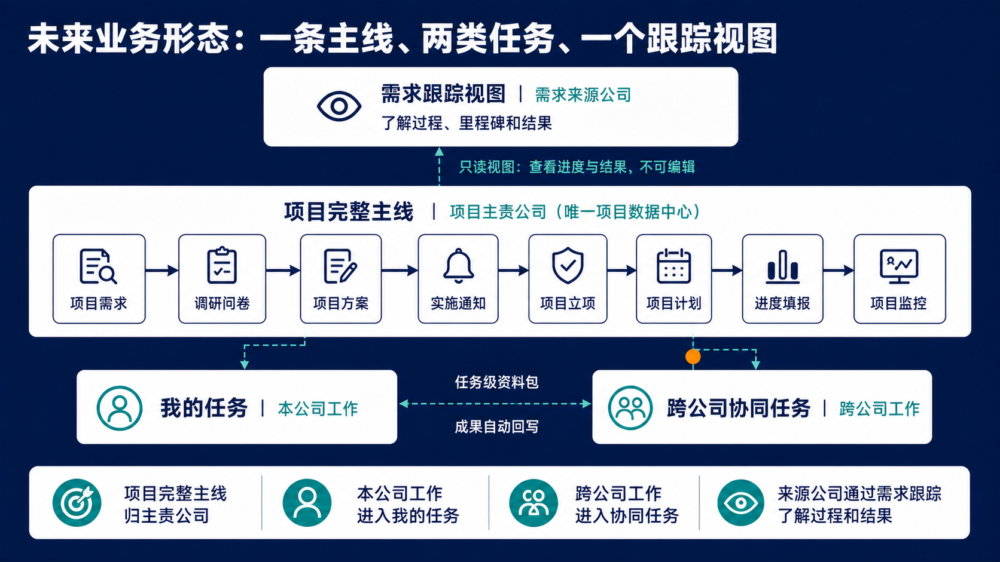 未来业务形态：一条主线、两类任务、一个跟踪视图
需求跟踪视图 | 需求来源公司
了解过程、里程碑和结果
只读视图：查看进度与结果，不可编辑
项目完整主线 | 项目主责公司（唯一项目数据中心）
项目需求
调研问卷
项目方案
实施通知
项目立项
项目计划
进度填报
项目监控
任务级资料包
我的任务 | 本公司工作
跨公司协同任务 | 跨公司工作
成果自动回写
项目完整主线
归主责公司
本公司工作
进入我的任务
跨公司工作
进入协同任务
来源公司通过需求跟踪
了解过程和结果